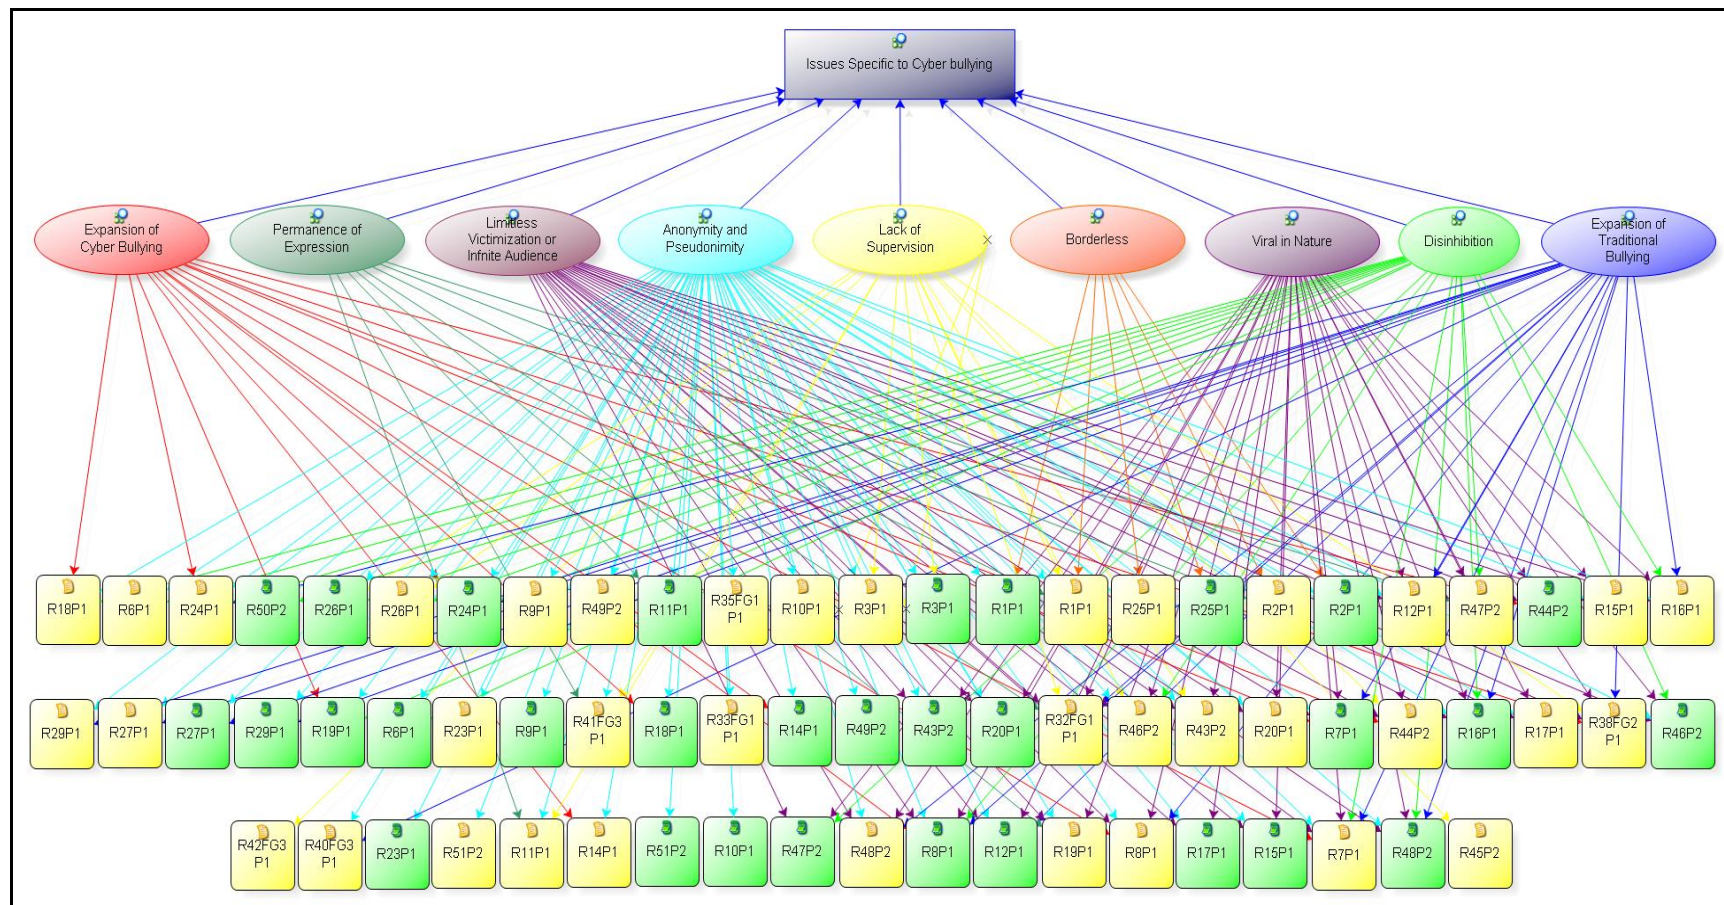 Issues Specific to Cyber bullying
Expansion of
Cyber Bullying
Permanence of
Expression
Limitless
Victimization or
Infnite Audience
Anonymity and
Pseudonimity
Lack of
Supervision
Borderless
Viral in Nature
Disinhibition
Expansion of
Traditional
Bullying
R18P1
R6P1
R24P1
R50P2
R26P1
R26P1
R24P1
R9P1
R49P2
R11P1
R35FG1
P1
R10P1
R3P1
R3P1
R1P1
R1P1
R25P1
R25P1
R2P1
R2P1
R12P1
R47P2
R44P2
R15P1
R16P1
R29P1
R27P1
R27P1
R29P1
R19P1
R6P1
R23P1
R9P1
R41FG3
P1
R18P1
R33FG1
P1
R14P1
R49P2
R43P2
R20P1
R32FG1
P1
R46P2
R43P2
R20P1
R7P1
R44P2
R16P1
R17P1
R38FG2
P1
R46P2
R42FG3
P1
R40FG3
P1
R23P1
R51P2
R11P1
R14P1
R51P2
R10P1
R47P2
R48P2
R8P1
R12P1
R19P1
R8P1
R17P1
R15P1
R7P1
R48P2
R45P2